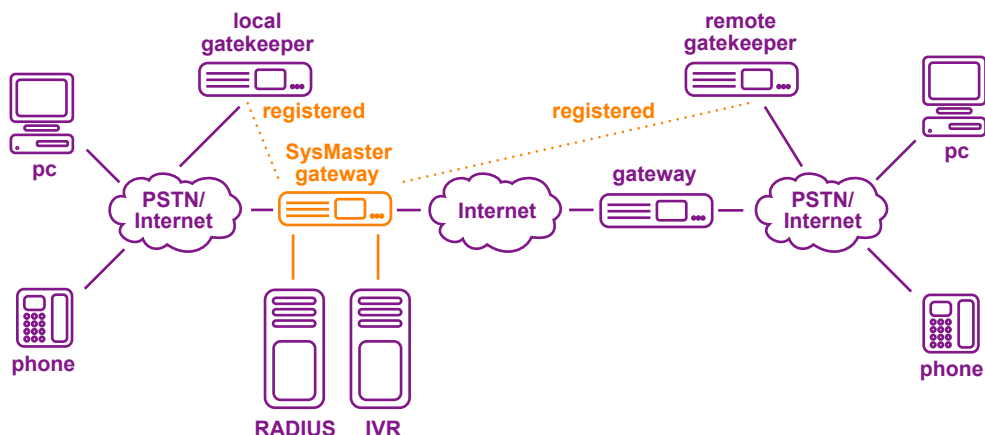 local
gatekeeper
remote
gatekeeper
registered
registered
pc
SysMaster
gateway
gateway
pc
PSTN/
Internet
Internet
PSTN/
Internet
phone
phone
RADIUS
IVR